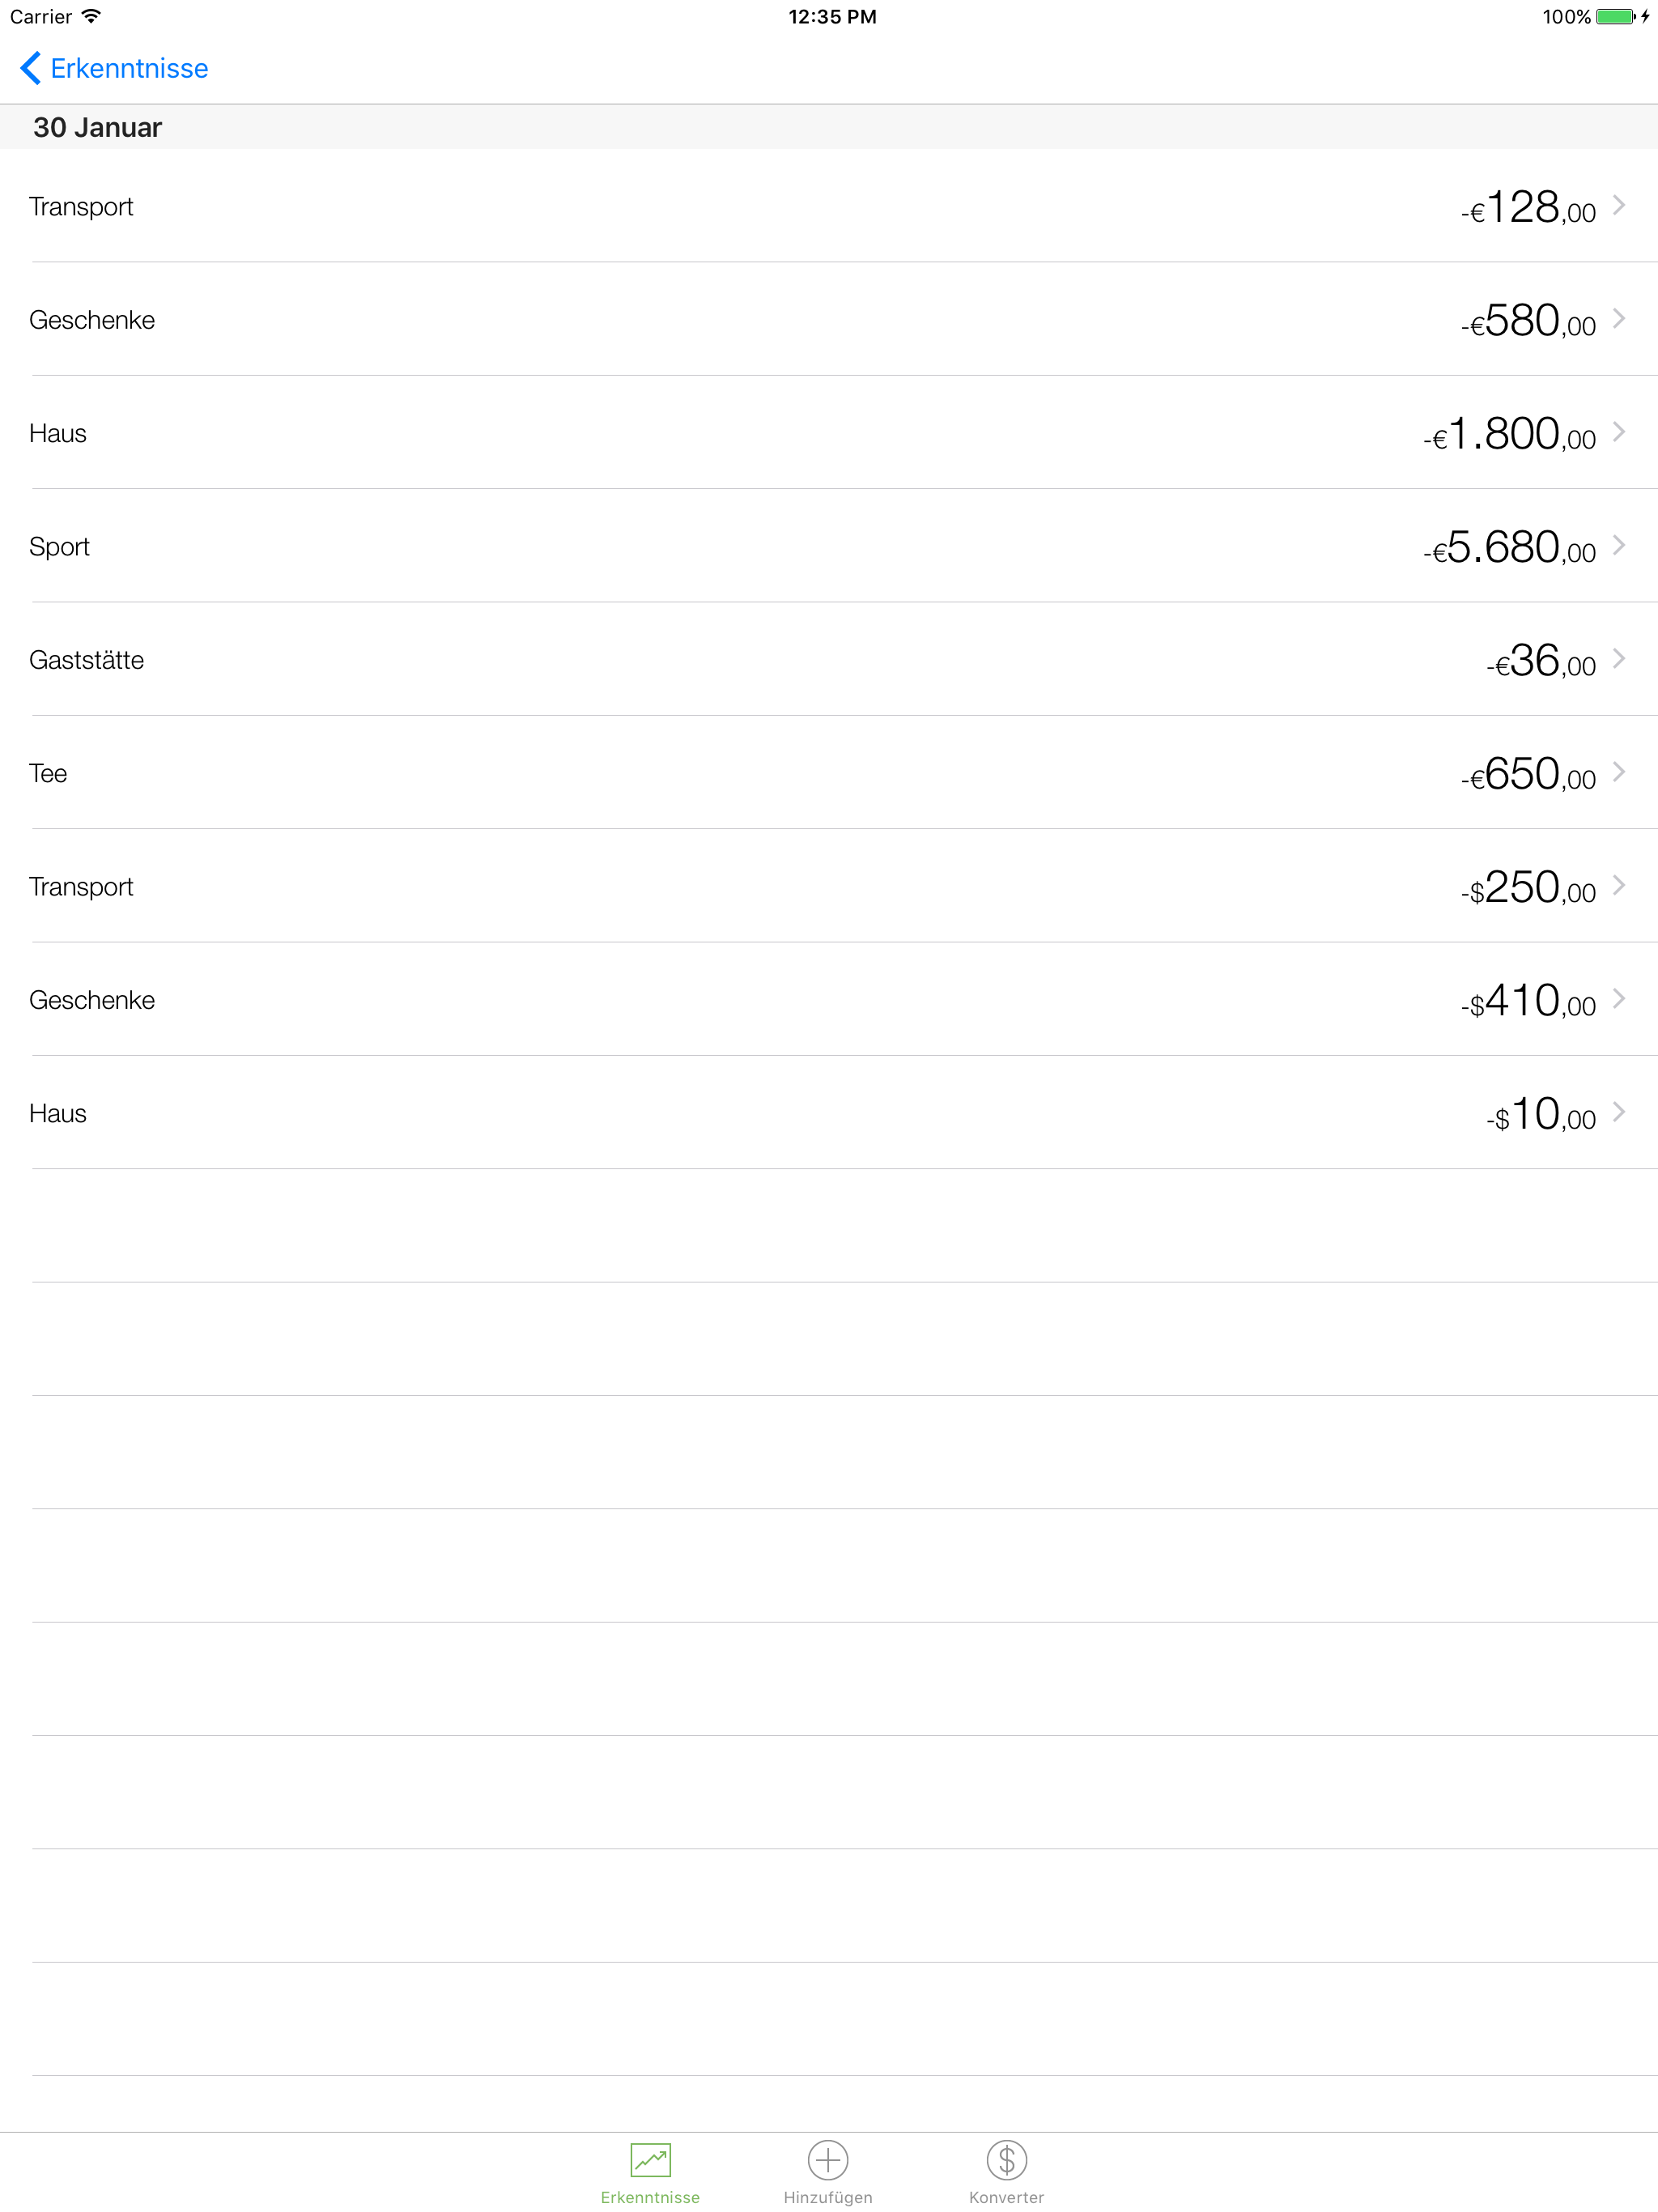 Carrier 12:35 PM 100%
Erkenntnisse
30 Januar
Transport -€128,00
Geschenke -€580,00
Haus -€1.800,00
Sport -€5.680,00
Gaststätte -€36,00
Tee -€650,00
Transport -$250,00
Geschenke -$410,00
Haus -$10,00
Erkenntnisse Hinzufügen Konverter